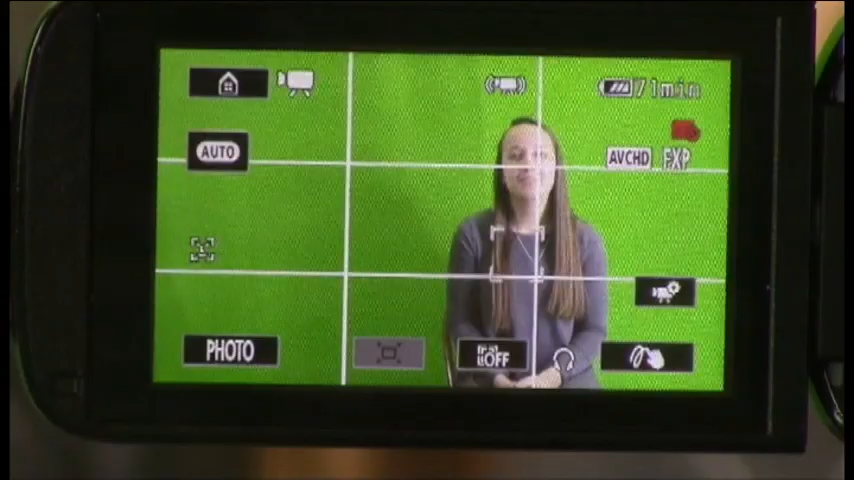 71min
AUTO
AVCHD FXP
PHOTO
OFF